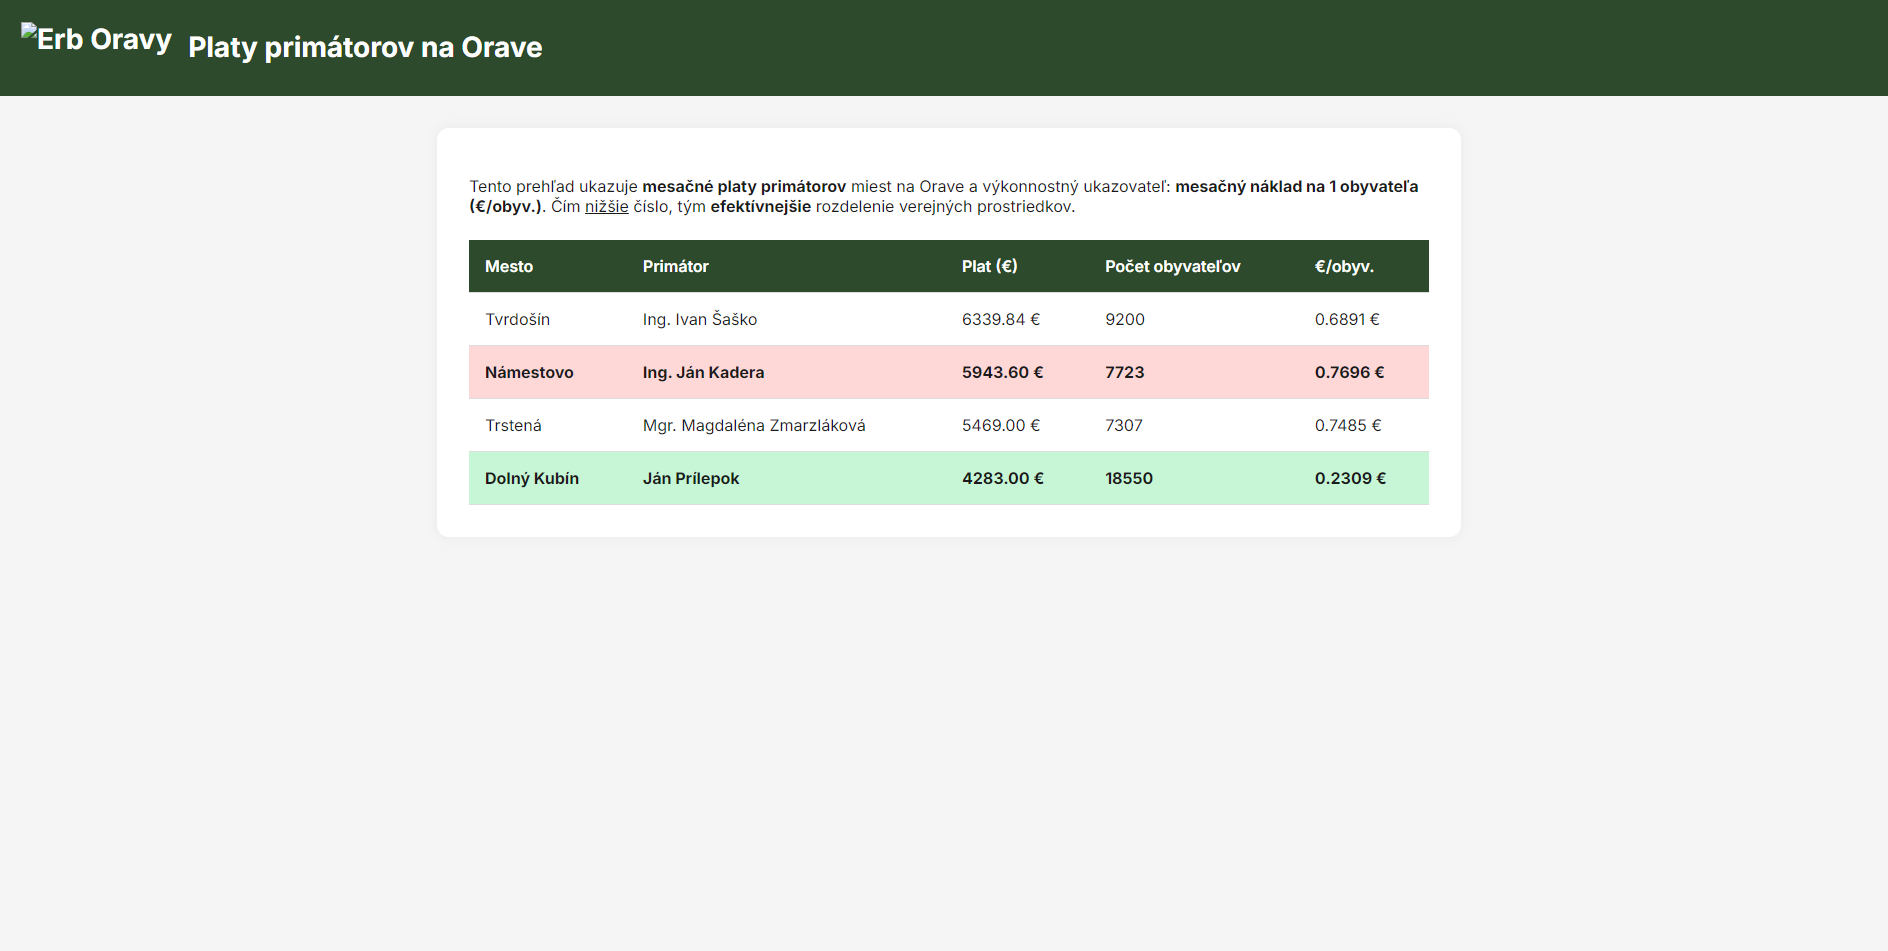 Erb Oravy Platy primátorov na Orave
Tento prehľad ukazuje mesačné platy primátorov miest na Orave a výkonnostný ukazovateľ: mesačný náklad na 1 obyvateľa
(€/obyv.). Čím nižšie číslo, tým efektívnejšie rozdelenie verejných prostriedkov.
Mesto Primátor Plat (€) Počet obyvateľov €/obyv.
Tvrdošín Ing. Ivan Šaško 6339.84 € 9200 0.6891 €
Námestovo Ing. Ján Kadera 5943.60 € 7723 0.7696 €
Trstená Mgr. Magdaléna Zmarzláková 5469.00 € 7307 0.7485 €
Dolný Kubín Ján Prílepok 4283.00 € 18550 0.2309 €